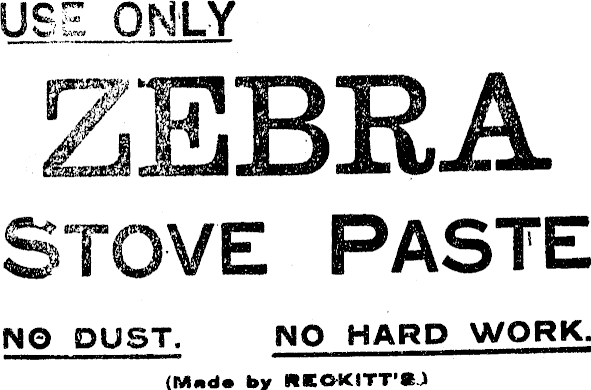 USE ONLY
ZEBRA
STOVE PASTE
NO DUST. NO HARD WORK.
(Made by RECKITT'S.)